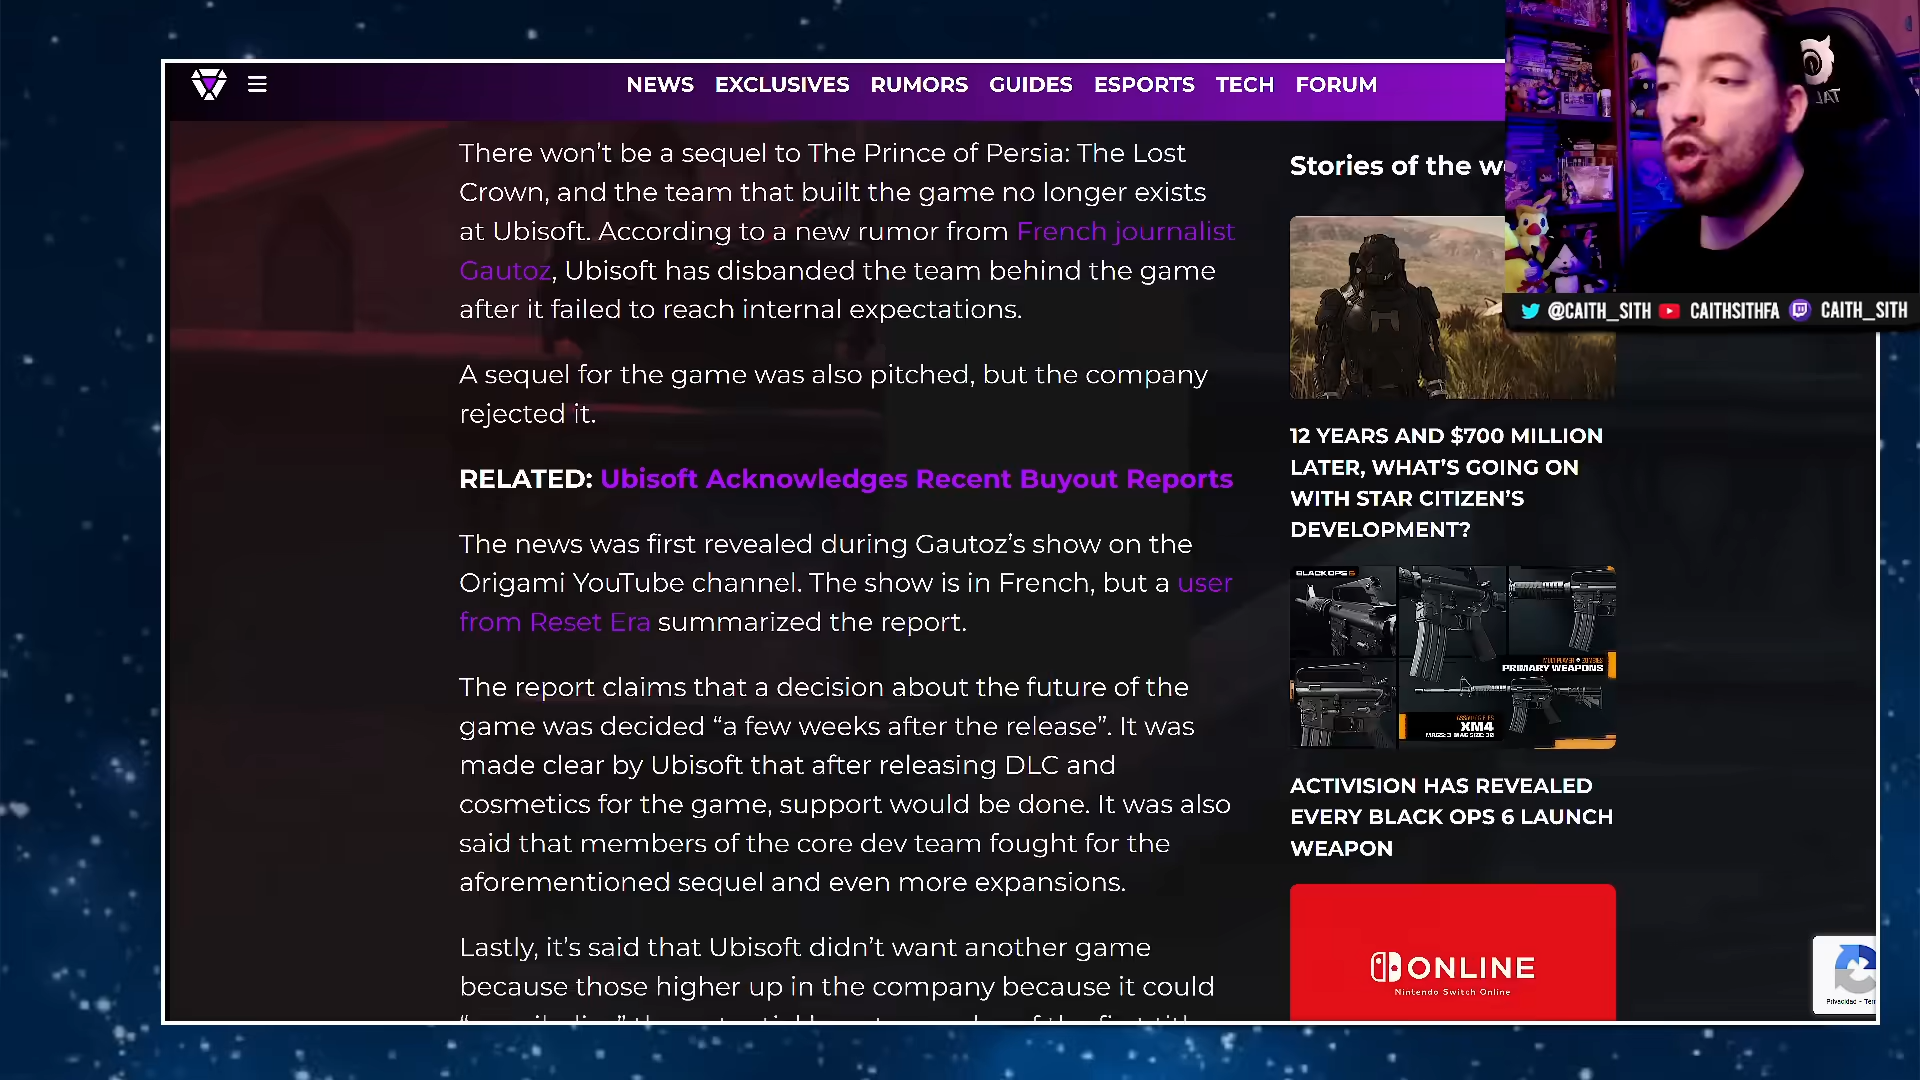 NEWS EXCLUSIVES RUMORS GUIDES ESPORTS TECH FORUM
There won’t be a sequel to The Prince of Persia: The Lost
Crown, and the team that built the game no longer exists
at Ubisoft. According to a new rumor from French journalist
Gautoz, Ubisoft has disbanded the team behind the game
after it failed to reach internal expectations.
A sequel for the game was also pitched, but the company
rejected it.
RELATED: Ubisoft Acknowledges Recent Buyout Reports
The news was first revealed during Gautoz’s show on the
Origami YouTube channel. The show is in French, but a user
from Reset Era summarized the report.
The report claims that a decision about the future of the
game was decided “a few weeks after the release”. It was
made clear by Ubisoft that after releasing DLC and
cosmetics for the game, support would be done. It was also
said that members of the core dev team fought for the
aforementioned sequel and even more expansions.
Lastly, it’s said that Ubisoft didn’t want another game
because those higher up in the company because it could
Stories of the w
@CAITH_SITH CAITHSITHFA CAITH_SITH
12 YEARS AND $700 MILLION
LATER, WHAT’S GOING ON
WITH STAR CITIZEN’S
DEVELOPMENT?
BLACK OPS 6
PRIMARY WEAPONS
XM4
ACTIVISION HAS REVEALED
EVERY BLACK OPS 6 LAUNCH
WEAPON
ONLINE
Nintendo Switch Online
Privacidad - Tér